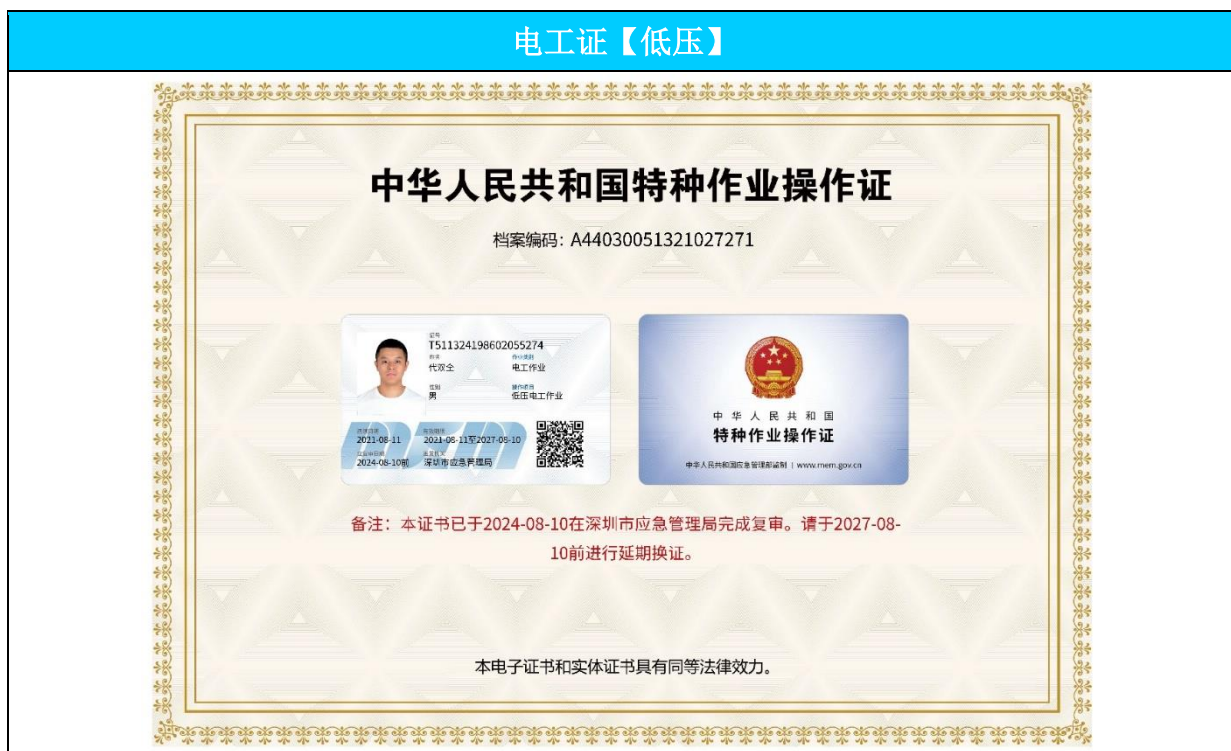 电工证【低压】
中华人民共和国特种作业操作证
档案编码：A44030051321027271
证号
T511324198602055274
姓名 作业类别
代双全 电工作业
性别 操作项目
男 低压电工作业
初领日期 有效期限
2021-08-11 2021-08-11至2027-08-10
应复审日期 签发机关
2024-08-10前 深圳市应急管理局
中华人民共和国
特种作业操作证
中华人民共和国应急管理部监制 | www.mem.gov.cn
备注：本证书已于2024-08-10在深圳市应急管理局完成复审。请于2027-08-
10前进行延期换证。
本电子证书和实体证书具有同等法律效力。